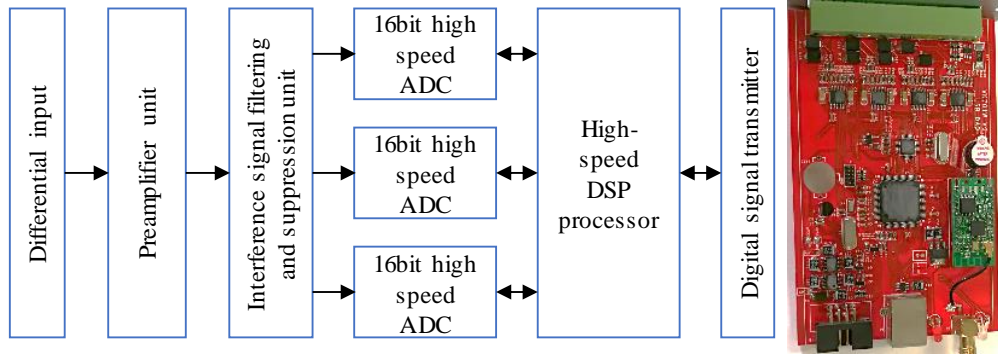 Differential input
Preamplifier unit
Interference signal filtering
and suppression unit
16bit high
speed
ADC
16bit high
speed
ADC
16bit high
speed
ADC
High-
speed
DSP
processor
Digital signal transmitter